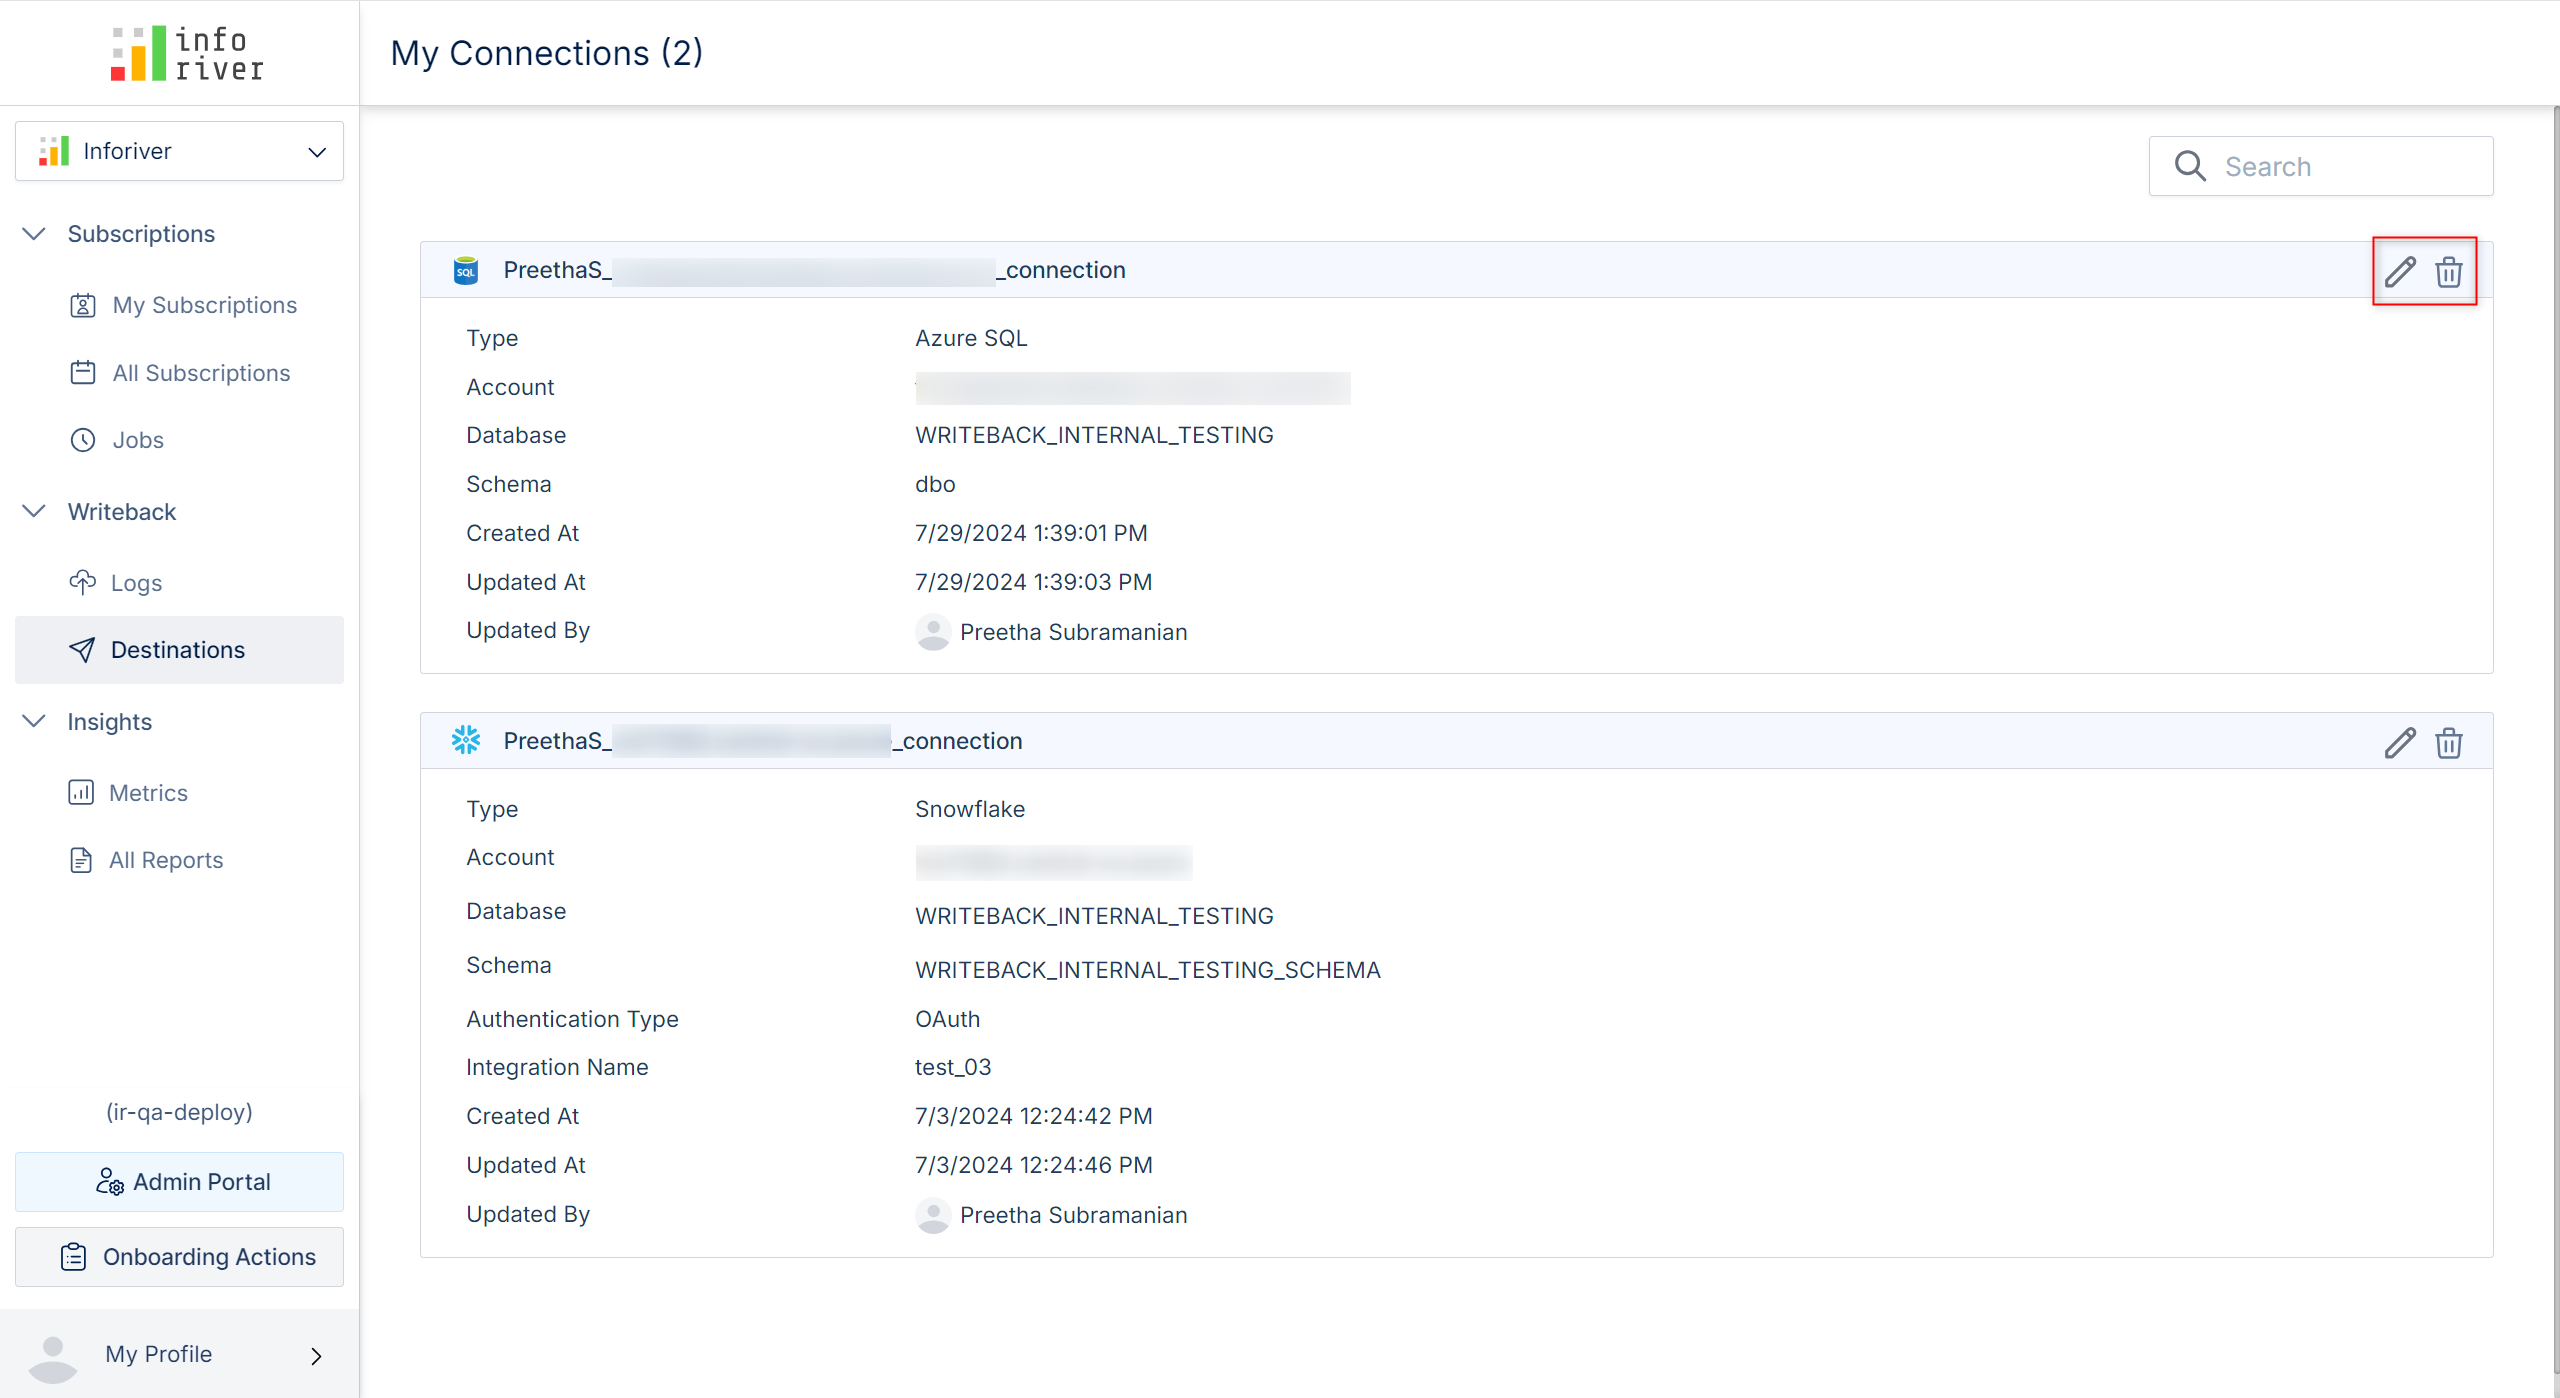 info
river
My Connections (2)
Inforiver
Search
Subscriptions
My Subscriptions
All Subscriptions
Jobs
Writeback
Logs
Destinations
Insights
Metrics
All Reports
(ir-qa-deploy)
Admin Portal
Onboarding Actions
My Profile
SQL PreethaS_ _connection
Type Azure SQL
Account
Database WRITEBACK_INTERNAL_TESTING
Schema dbo
Created At 7/29/2024 1:39:01 PM
Updated At 7/29/2024 1:39:03 PM
Updated By Preetha Subramanian
PreethaS_ _connection
Type Snowflake
Account
Database WRITEBACK_INTERNAL_TESTING
Schema WRITEBACK_INTERNAL_TESTING_SCHEMA
Authentication Type OAuth
Integration Name test_03
Created At 7/3/2024 12:24:42 PM
Updated At 7/3/2024 12:24:46 PM
Updated By Preetha Subramanian